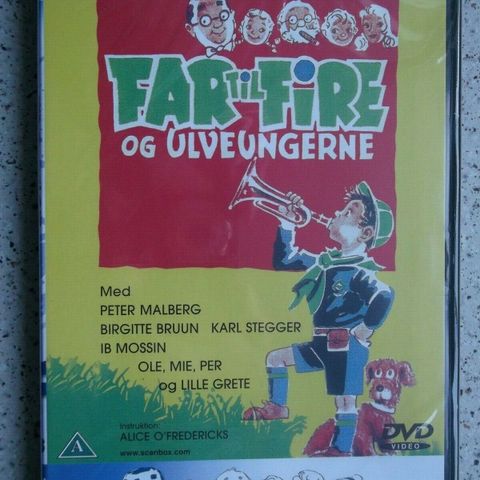 FAR TIL FIRE
OG ULVEUNGERNE
Med
PETER MALBERG
BIRGITTE BRUUN KARL STEGGER
IB MOSSIN
OLE, MIE, PER
og LILLE GRETE
Instruktion:
ALICE O'FREDERICKS
A
www.scanbox.com
DVD
VIDEO